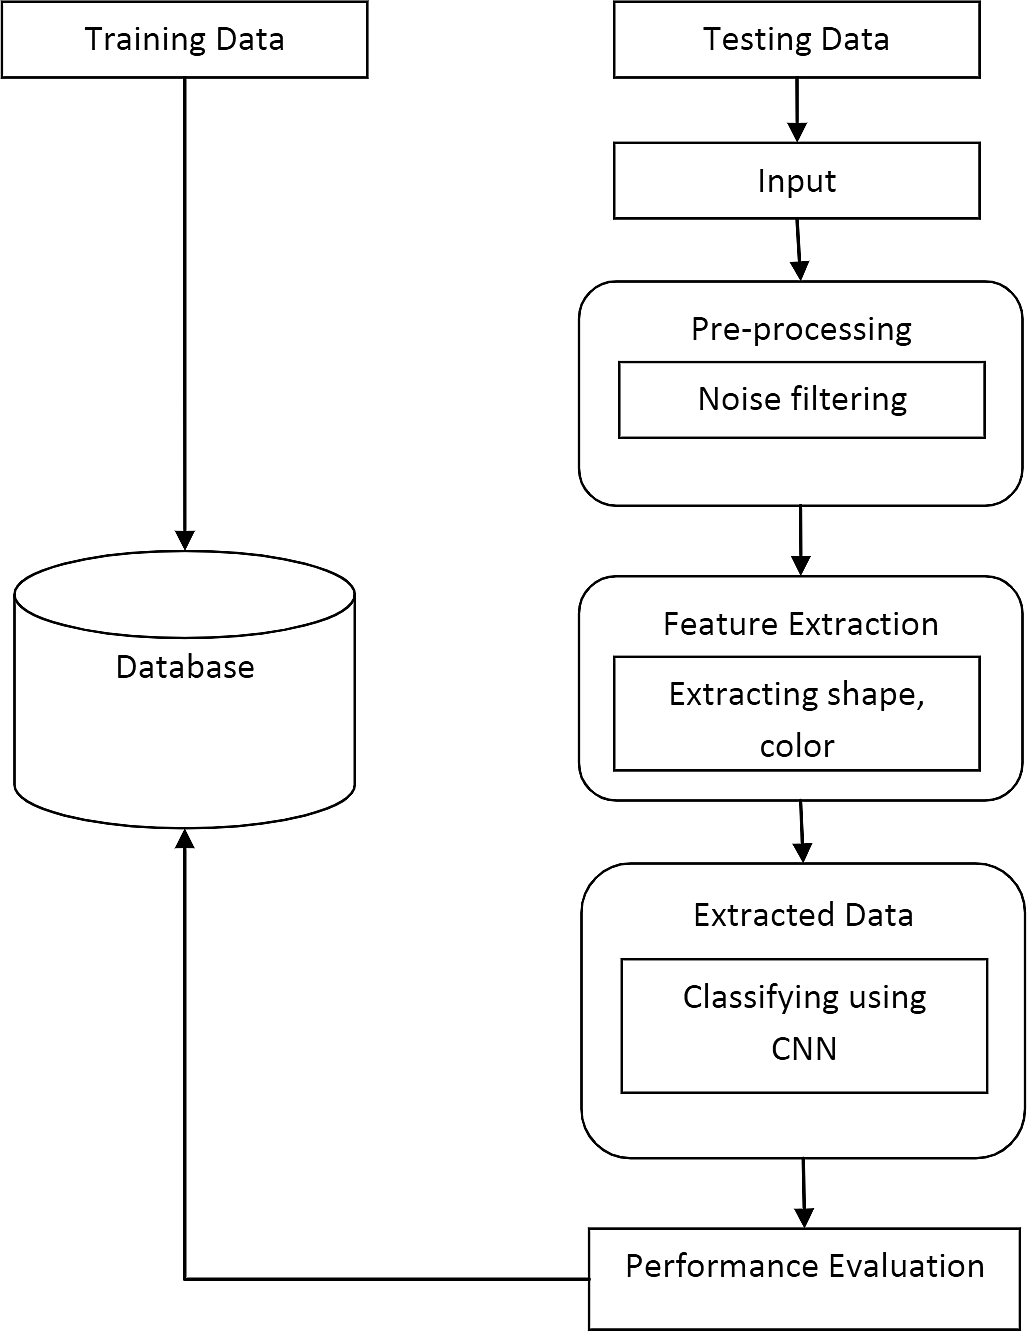 Training Data
Testing Data
Input
Pre-processing
Noise filtering
Feature Extraction
Extracting shape,
color
Database
Extracted Data
Classifying using
CNN
Performance Evaluation